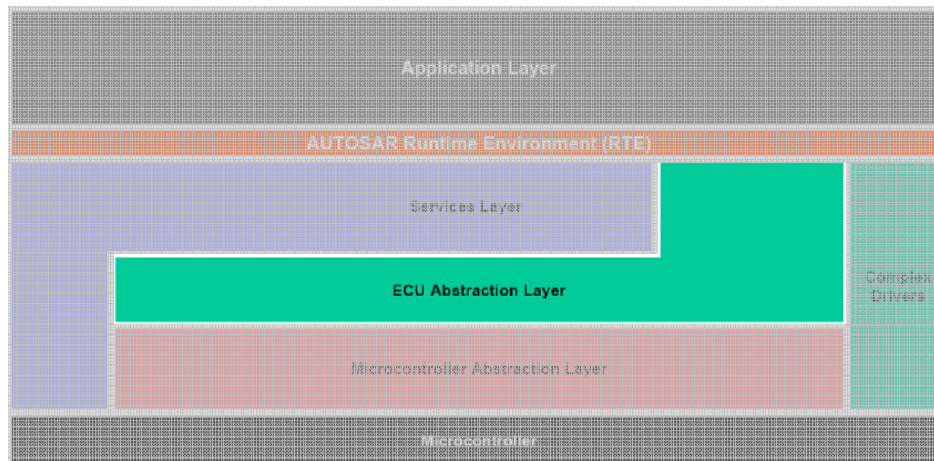 Application Layer
AUTOSAR Runtime Environment (RTE)
Services Layer
ECU Abstraction Layer
Complex
Drivers
Microcontroller Abstraction Layer
Microcontroller